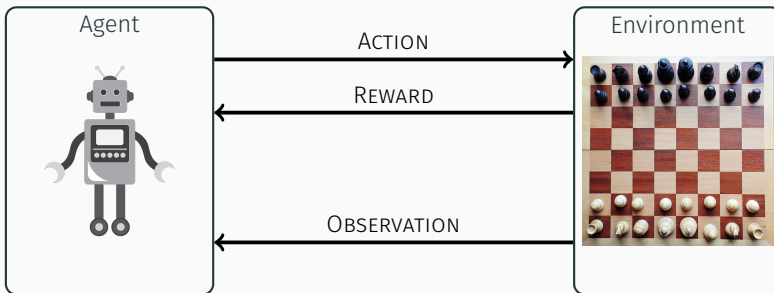 Agent
Environment
ACTION
REWARD
OBSERVATION